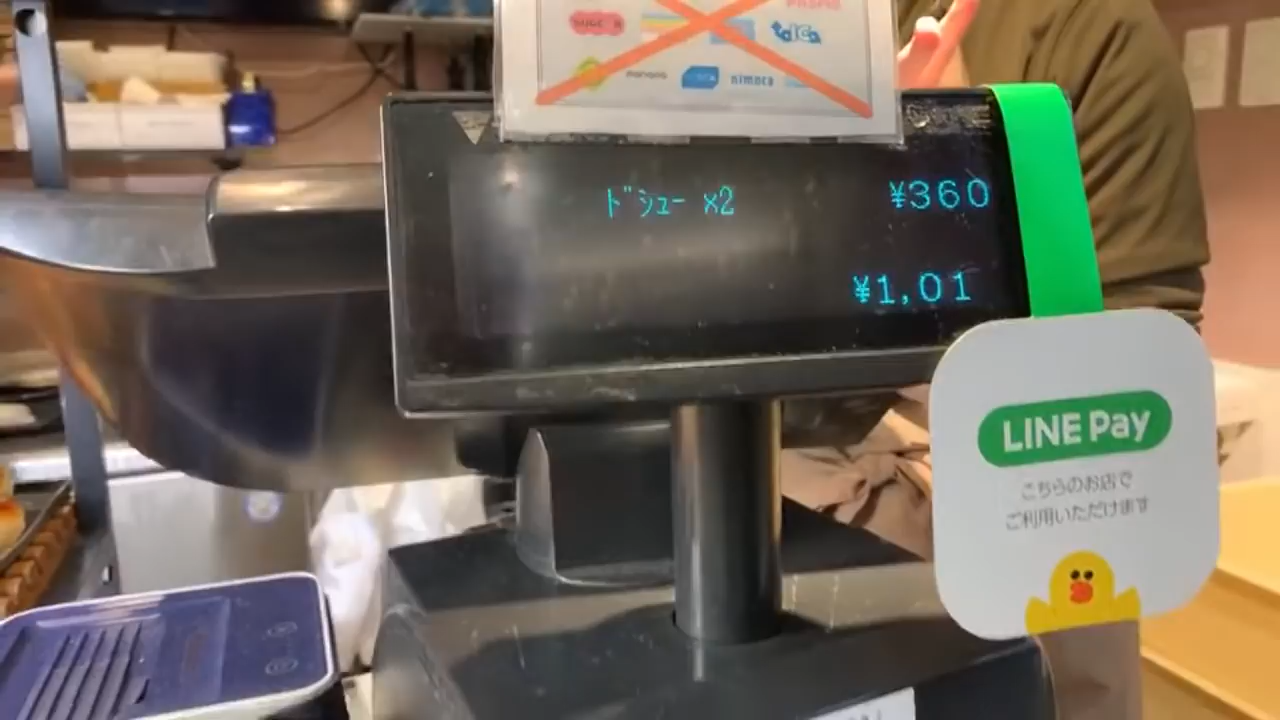 nimoca
ﾄﾞｼｭｰ x2 ¥360
¥1,01
LINE Pay
こちらのお店で
ご利用いただけます